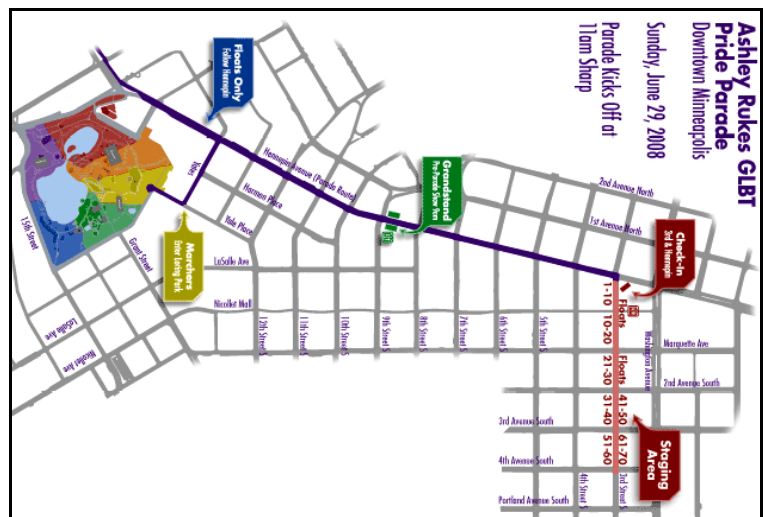 Ashley Rukes GLBT
Pride Parade
Downtown Minneapolis
Sunday, June 29, 2008
Parade Kicks Off at
11am Sharp
Floats Only
Follow Hennepin
Grandstand
Pre-Parade Show 9am
Check-in
3rd & Hennepin
Marchers
Enter Loring Park
Staging
Area
Hennepin Avenue (Parade Route)
Harmon Place
Yale Place
Yales
LaSalle Ave
Nicollet Mall
2nd Avenue North
1st Avenue North
15th Street
Grant Street
LaSalle Ave
Nicollet Ave
12th Street S
11th Street S
10th Street S
9th Street S
8th Street S
7th Street S
6th Street S
5th Street S
4th Street S
3rd Street S
Washington Avenue
Marquette Ave
2nd Avenue South
3rd Avenue South
4th Avenue South
Portland Avenue South
Floats
1-10
10-20
21-30
31-40
51-60
Floats
41-50
61-70